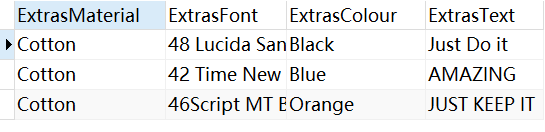 ExtrasMaterial ExtrasFont ExtrasColour ExtrasText
Cotton 48 Lucida San Black Just Do it
Cotton 42 Time New Blue AMAZING
Cotton 46Script MT Orange JUST KEEP IT